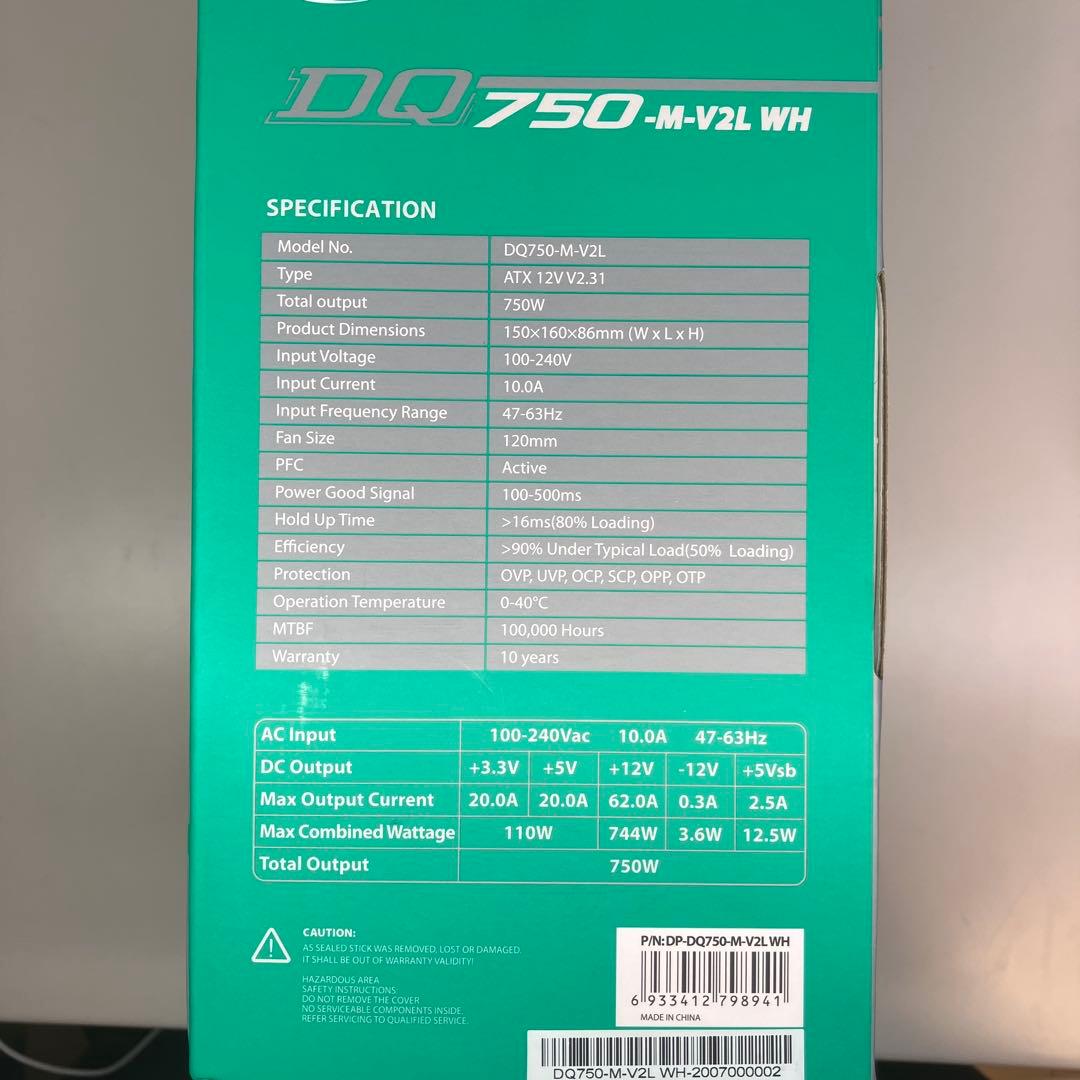 DQ750-M-V2L WH
SPECIFICATION
Model No. DQ750-M-V2L
Type ATX 12V V2.31
Total output 750W
Product Dimensions 150×160×86mm (W x L x H)
Input Voltage 100-240V
Input Current 10.0A
Input Frequency Range 47-63Hz
Fan Size 120mm
PFC Active
Power Good Signal 100-500ms
Hold Up Time >16ms(80% Loading)
Efficiency >90% Under Typical Load(50% Loading)
Protection OVP, UVP, OCP, SCP, OPP, OTP
Operation Temperature 0-40°C
MTBF 100,000 Hours
Warranty 10 years
AC Input 100-240Vac 10.0A 47-63Hz
DC Output +3.3V +5V +12V -12V +5Vsb
Max Output Current 20.0A 20.0A 62.0A 0.3A 2.5A
Max Combined Wattage 110W 744W 3.6W 12.5W
Total Output 750W
CAUTION:
AS SEALED STICK WAS REMOVED, LOST OR DAMAGED.
IT SHALL BE OUT OF WARRANTY VALIDITY!
HAZARDOUS AREA
SAFETY INSTRUCTIONS:
DO NOT REMOVE THE COVER
NO SERVICEABLE COMPONENTS INSIDE.
REFER SERVICING TO QUALIFIED SERVICE.
P/N:DP-DQ750-M-V2L WH
6 933412 798941
MADE IN CHINA
DQ750-M-V2L WH-2007000002